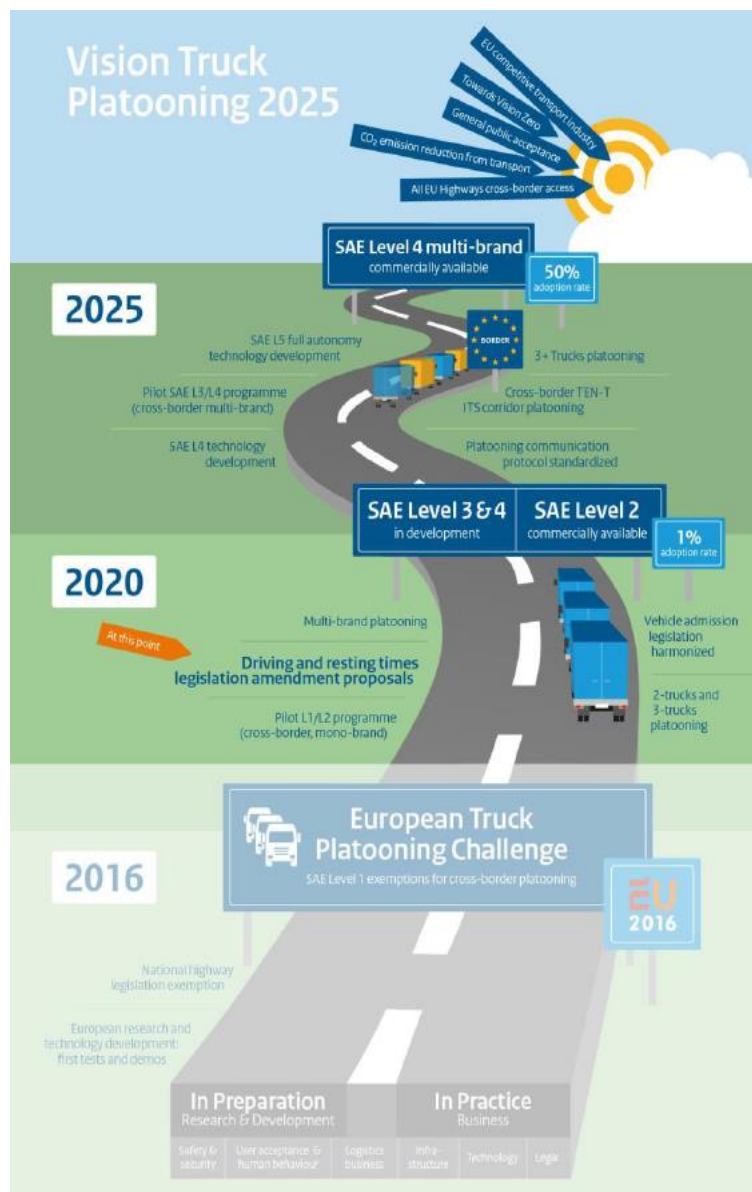 Vision Truck
Platooning 2025
EU competitive transport industry
Towards Vision Zero
General public acceptance
CO₂ emission reduction from transport
All EU Highways cross-border access
SAE Level 4 multi-brand
commercially available
50%
adoption rate
2025
BORDER
SAE L5 full autonomy
technology development
3+ Trucks platooning
Pilot SAE L3/L4 programme
(cross-border multi-brand)
Cross-border TEN-T
ITS corridor platooning
SAE L4 technology
development
Platooning communication
protocol standardized
SAE Level 3 & 4
in development
SAE Level 2
commercially available
1%
adoption rate
2020
At this point
Multi-brand platooning
Vehicle admission
legislation
harmonized
Driving and resting times
legislation amendment proposals
Pilot L1/L2 programme
(cross-border, mono-brand)
2-trucks and
3-trucks
platooning
European Truck
Platooning Challenge
SAE Level 1 exemptions for cross-border platooning
2016
EU
2016
National highway
legislation exemption
European research and
technology development:
first tests and demos
In Preparation
Research & Development
In Practice
Business
Safety &
security
User acceptance &
human behaviour
Logistics
business
Infra-
structure
Technology
Legal